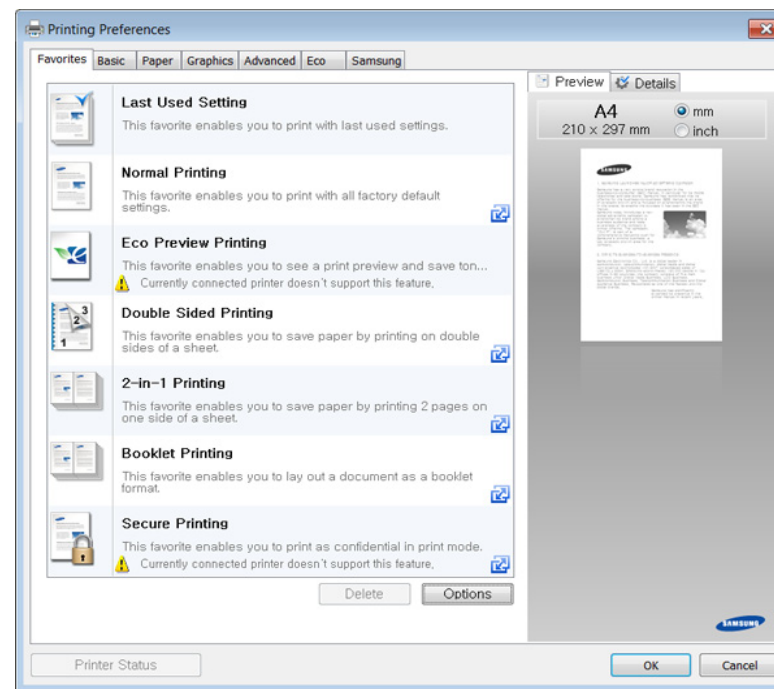 Printing Preferences
Favorites Basic Paper Graphics Advanced Eco Samsung
Last Used Setting
This favorite enables you to print with last used settings.
Normal Printing
This favorite enables you to print with all factory default
settings.
Eco Preview Printing
This favorite enables you to see a print preview and save ton...
Currently connected printer doesn't support this feature,
Double Sided Printing
This favorite enables you to save paper by printing on double
sides of a sheet.
2-in-1 Printing
This favorite enables you to save paper by printing 2 pages on
one side of a sheet.
Booklet Printing
This favorite enables you to lay out a document as a booklet
format.
Secure Printing
This favorite enables you to print as confidential in print mode.
Currently connected printer doesn't support this feature,
Delete Options
Printer Status
Preview Details
A4 mm
210 x 297 mm inch
SAMSUNG
SAMSUNG
OK Cancel